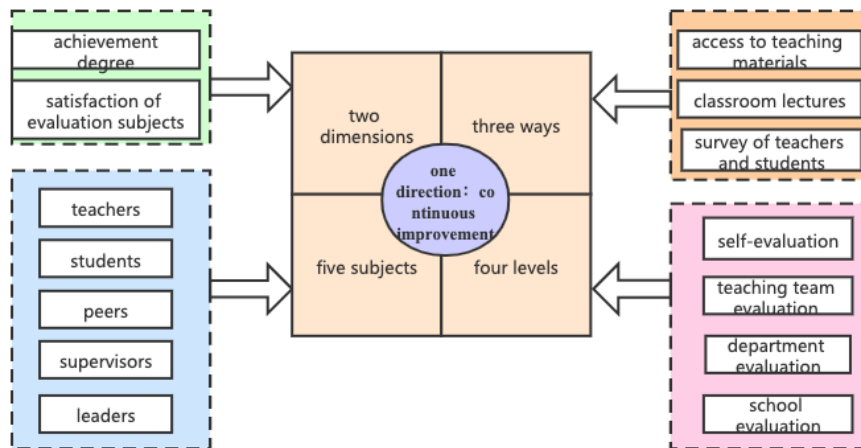 achievement
degree
satisfaction of
evaluation subjects
teachers
students
peers
supervisors
leaders
two
dimensions
three ways
one
direction: co
ntinuous
improvement
five subjects
four levels
access to teaching
materials
classroom lectures
survey of teachers
and students
self-evaluation
teaching team
evaluation
department
evaluation
school
evaluation